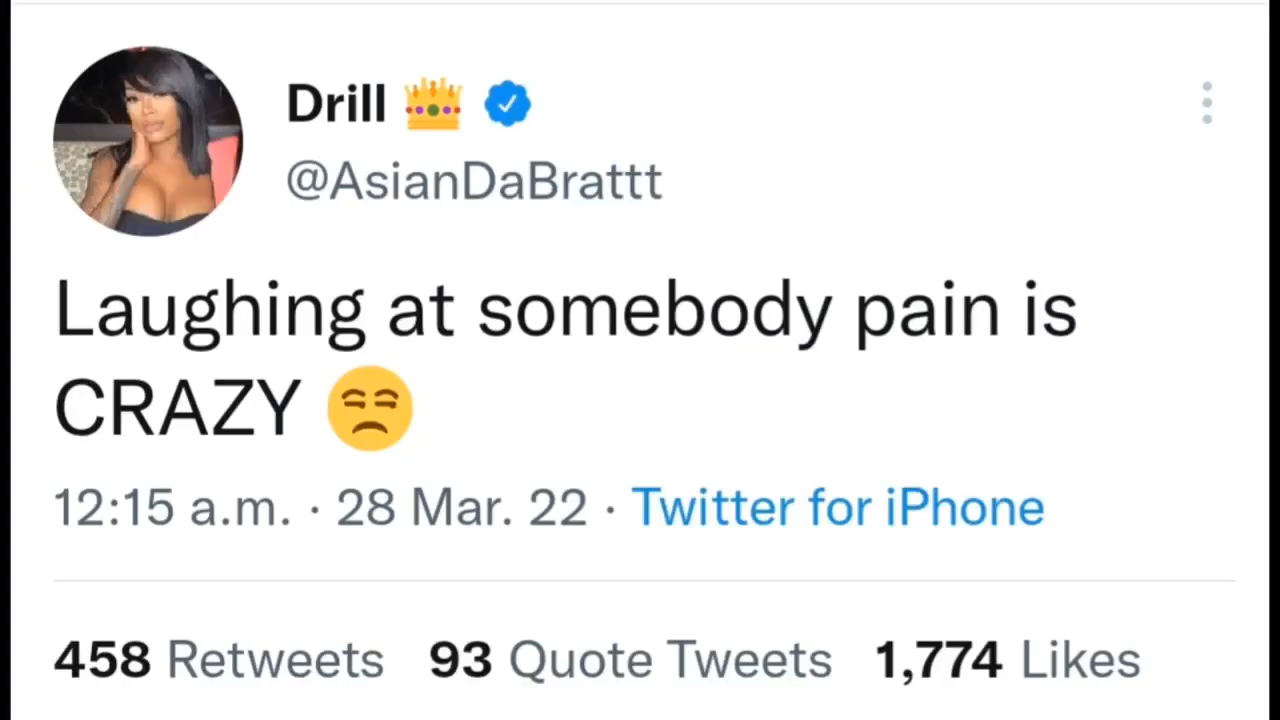 Drill 👑
@AsianDaBrattt
Laughing at somebody pain is
CRAZY 😒
12:15 a.m. · 28 Mar. 22 · Twitter for iPhone
458 Retweets 93 Quote Tweets 1,774 Likes